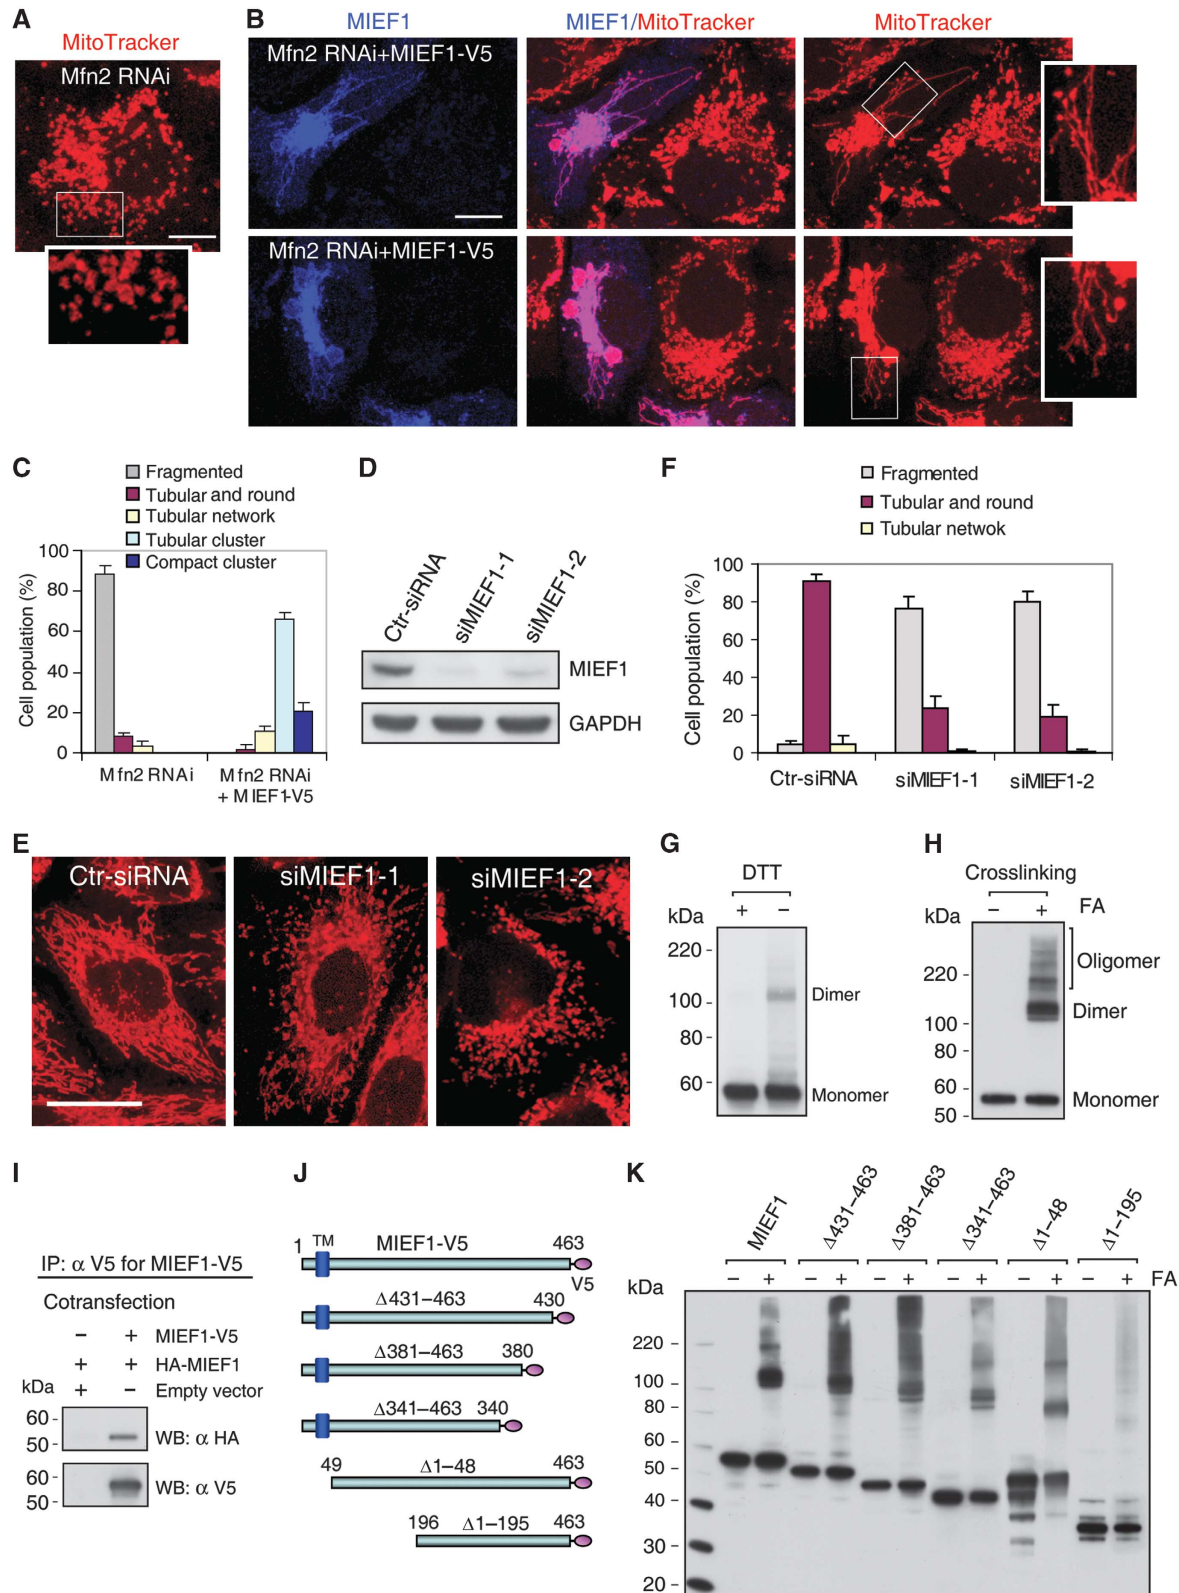 A
MitoTracker
Mfn2 RNAi
B
MIEF1
MIEF1/MitoTracker
MitoTracker
Mfn2 RNAi+MIEF1-V5
Mfn2 RNAi+MIEF1-V5
C
Fragmented
Tubular and round
Tubular network
Tubular cluster
Compact cluster
Cell population (%)
100
80
60
40
20
0
Mfn2 RNAi
Mfn2 RNAi
+ MIEF1-V5
D
Ctr-siRNA
siMIEF1-1
siMIEF1-2
MIEF1
GAPDH
F
Fragmented
Tubular and round
Tubular netwok
Cell population (%)
100
80
60
40
20
0
Ctr-siRNA
siMIEF1-1
siMIEF1-2
E
Ctr-siRNA
siMIEF1-1
siMIEF1-2
G
DTT
kDa
+ −
220
100
80
60
Dimer
Monomer
H
Crosslinking
kDa
− + FA
220
100
80
60
50
Oligomer
Dimer
Monomer
I
IP: α V5 for MIEF1-V5
Cotransfection
− + MIEF1-V5
+ + HA-MIEF1
kDa + − Empty vector
60
50
WB: α HA
60
50
WB: α V5
J
1 TM MIEF1-V5 463
V5
Δ431–463 430
Δ381–463 380
Δ341–463 340
49 Δ1–48 463
196 Δ1–195 463
K
MIEF1
Δ431–463
Δ381–463
Δ341–463
Δ1–48
Δ1–195
kDa
− + − + − + − + − + − + FA
220
100
80
60
50
40
30
20